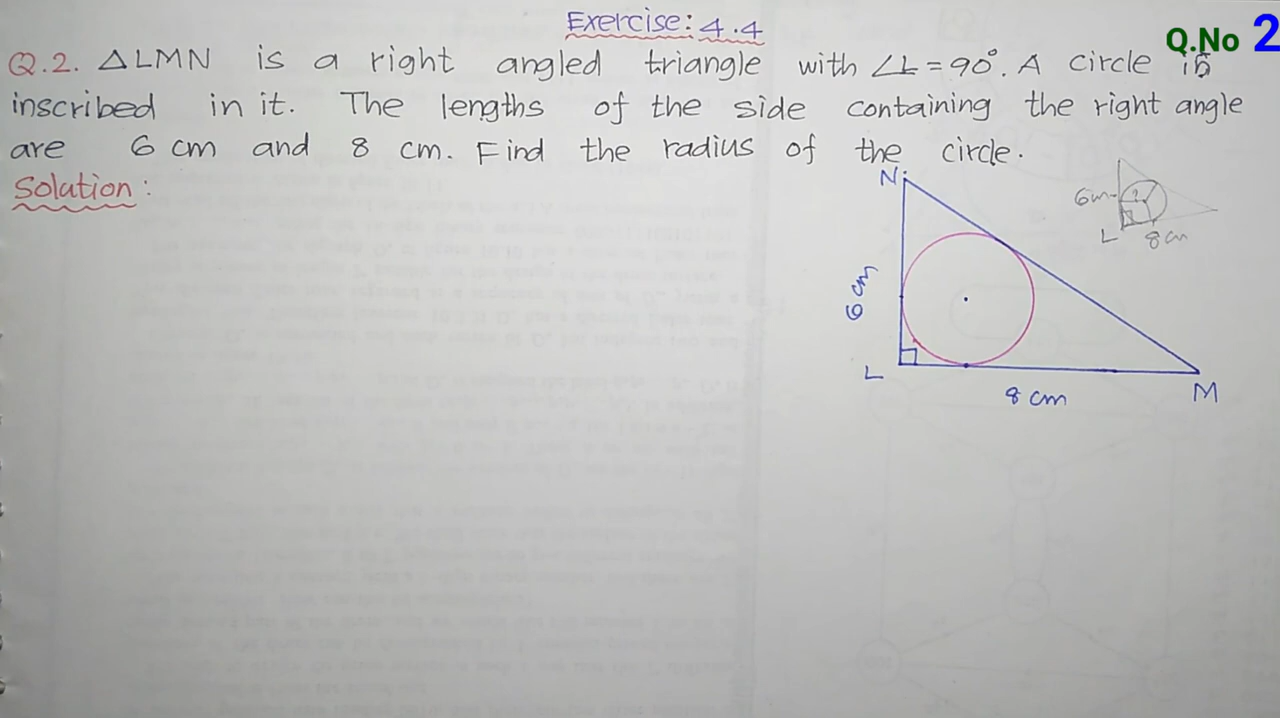 Exercise: 4.4
Q.No 2
Q.2. △LMN is a right angled triangle with ∠L = 90°. A circle is
inscribed in it. The lengths of the side containing the right angle
are 6 cm and 8 cm. Find the radius of the circle.
Solution:
N
6 cm
L
8 cm
M
6cm
L
8cm